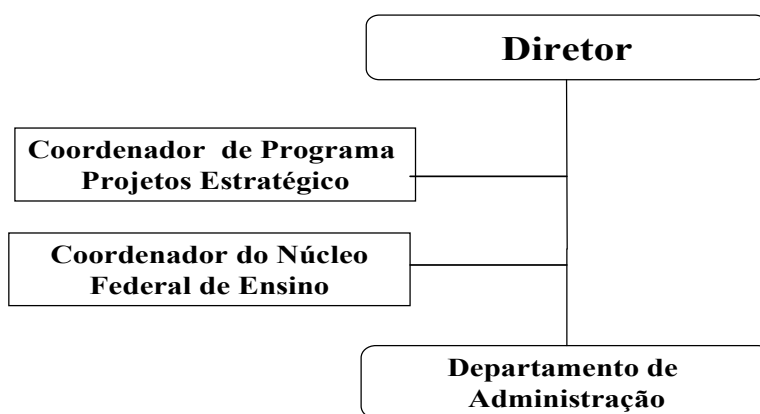 Diretor
Coordenador de Programa
Projetos Estratégico
Coordenador do Núcleo
Federal de Ensino
Departamento de
Administração